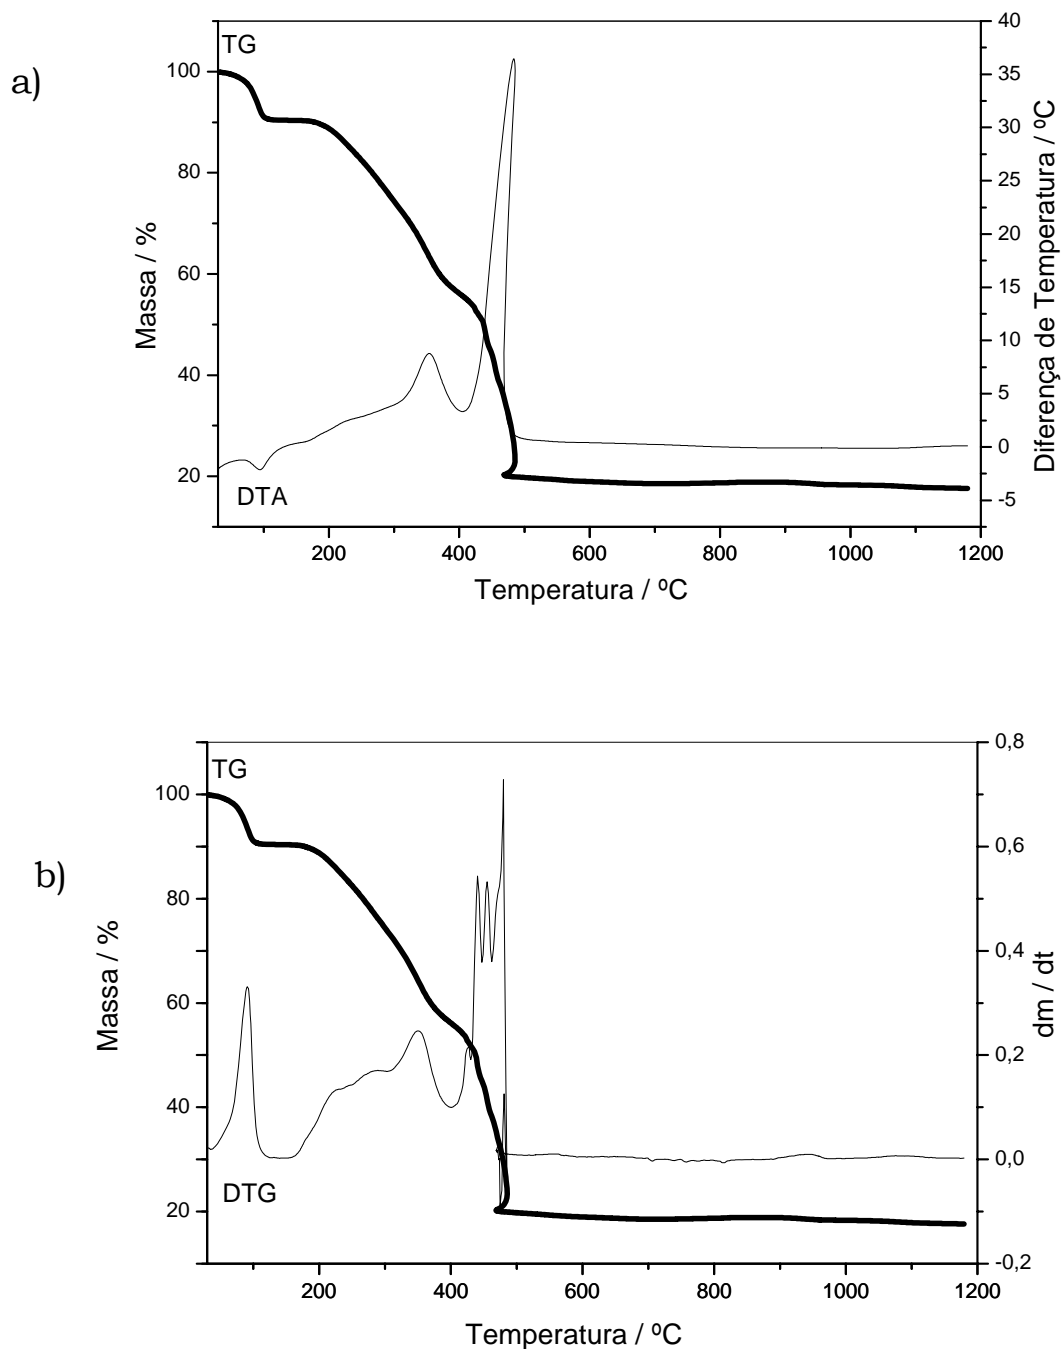 a)
TG
DTA
100
80
60
40
20
Massa / %
40
35
30
25
20
15
10
5
0
-5
Diferença de Temperatura / ºC
200 400 600 800 1000 1200
Temperatura / ºC
b)
TG
DTG
100
80
60
40
20
Massa / %
0,8
0,6
0,4
0,2
0,0
-0,2
dm / dt
200 400 600 800 1000 1200
Temperatura / ºC